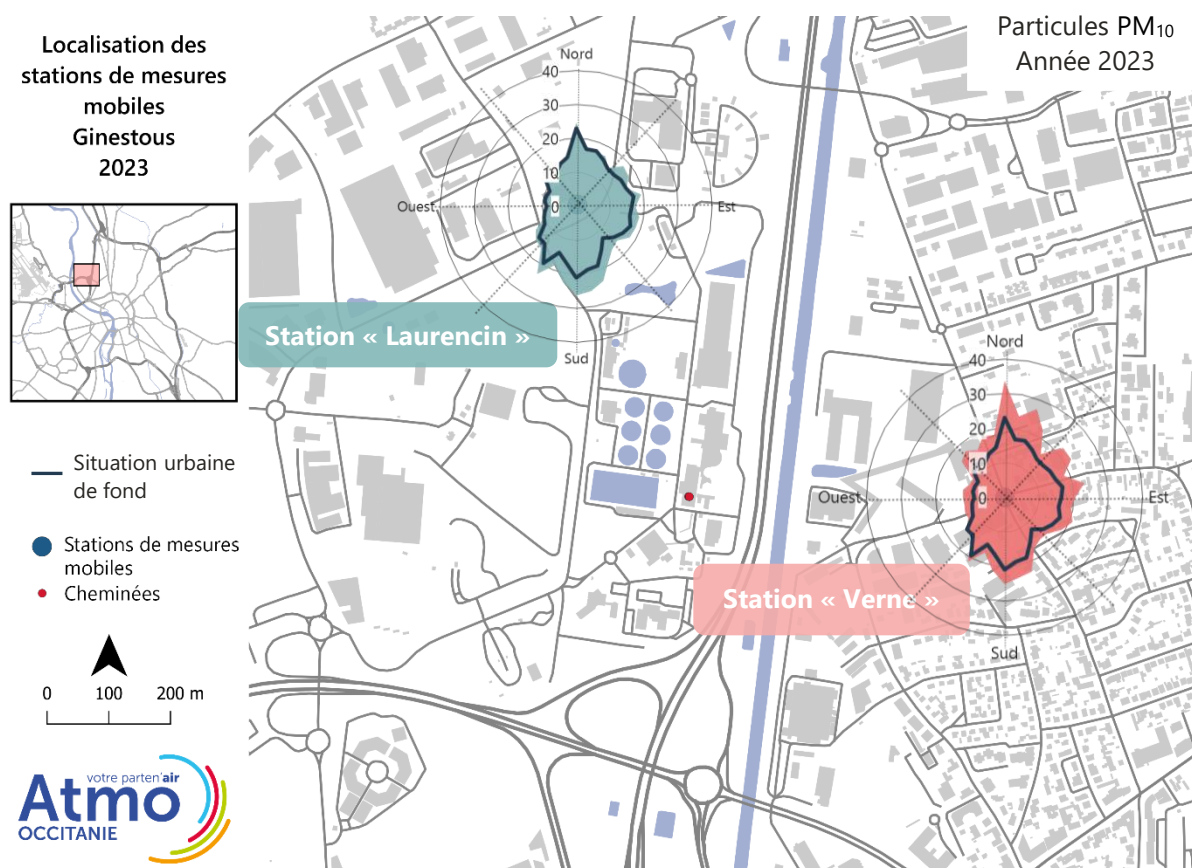 Localisation des
stations de mesures
mobiles
Ginestous
2023
Particules PM₁₀
Année 2023
Nord
40
30
20
10
0
Ouest
Est
Sud
Station « Laurencin »
Nord
40
30
20
10
0
Ouest
Est
Sud
Station « Verne »
Situation urbaine
de fond
Stations de mesures
mobiles
Cheminées
0 100 200 m
votre parten'air
Atmo
OCCITANIE